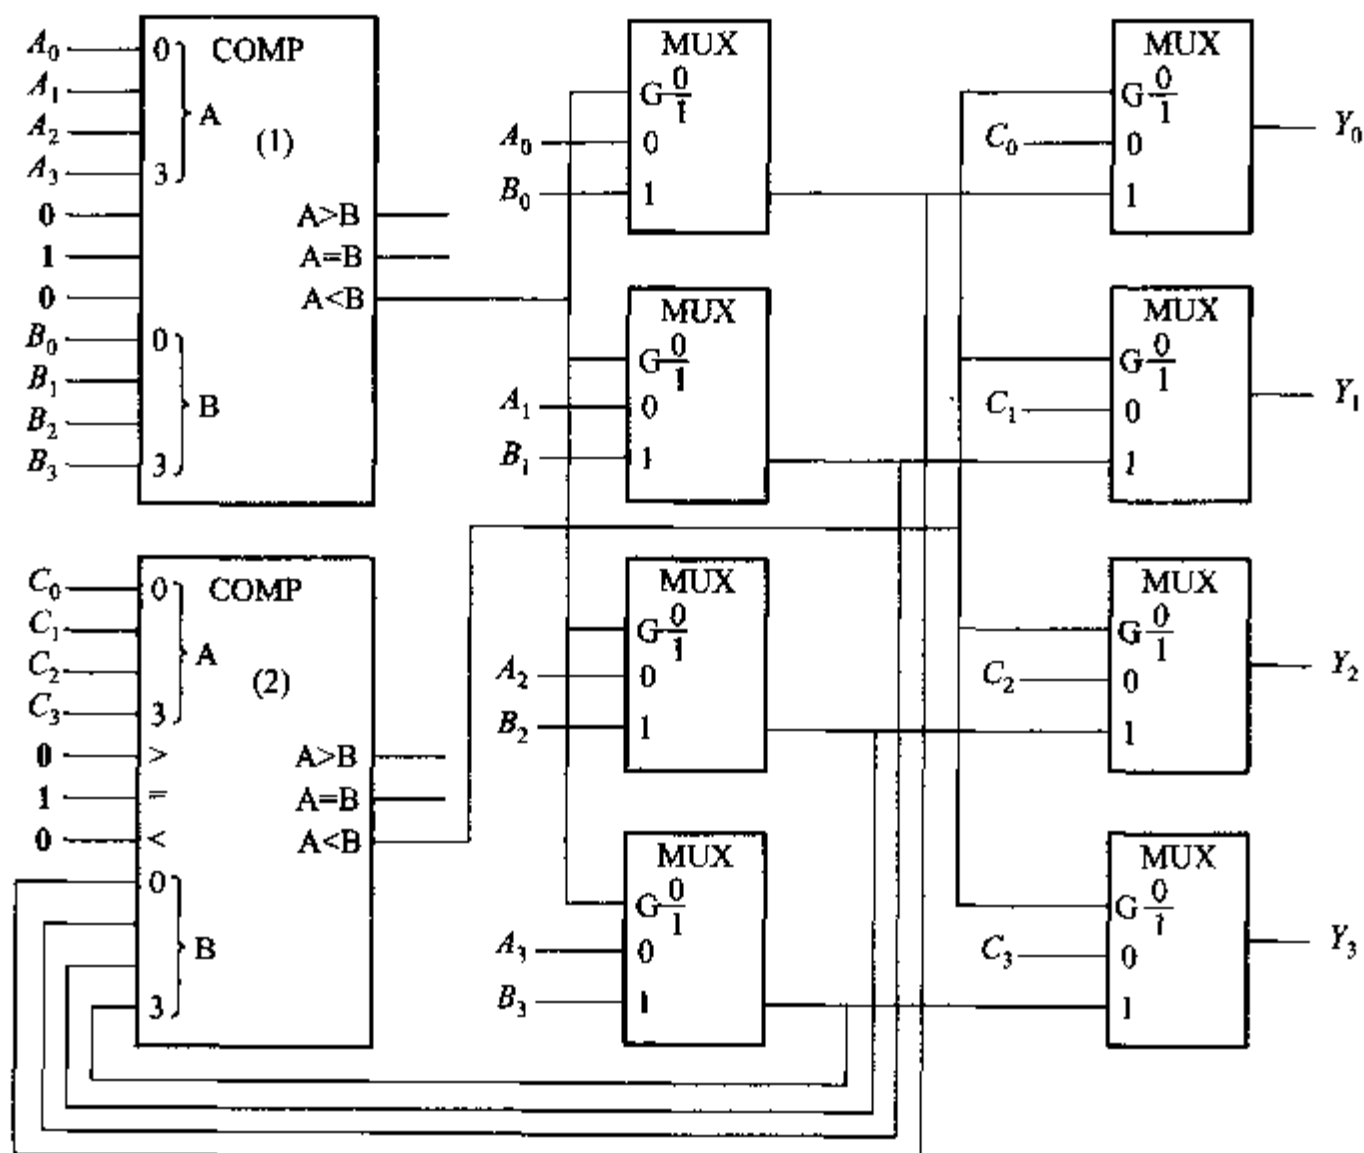 A₀ 0 COMP
A₁
A₂ A (1)
A₃ 3
0 A>B
1 A=B
0 A<B
B₀ 0
B₁
B₂ B
B₃ 3
C₀ 0 COMP
C₁ A
C₂ (2)
C₃ 3
0 > A>B
1 = A=B
0 < A<B
0
B
3
MUX
G 0/1
A₀ 0
B₀ 1
MUX
G 0/1
A₁ 0
B₁ 1
MUX
G 0/1
A₂ 0
B₂ 1
MUX
G 0/1
A₃ 0
B₃ 1
MUX
G 0/1 Y₀
C₀ 0
1
MUX
G 0/1 Y₁
C₁ 0
1
MUX
G 0/1 Y₂
C₂ 0
1
MUX
G 0/1 Y₃
C₃ 0
1